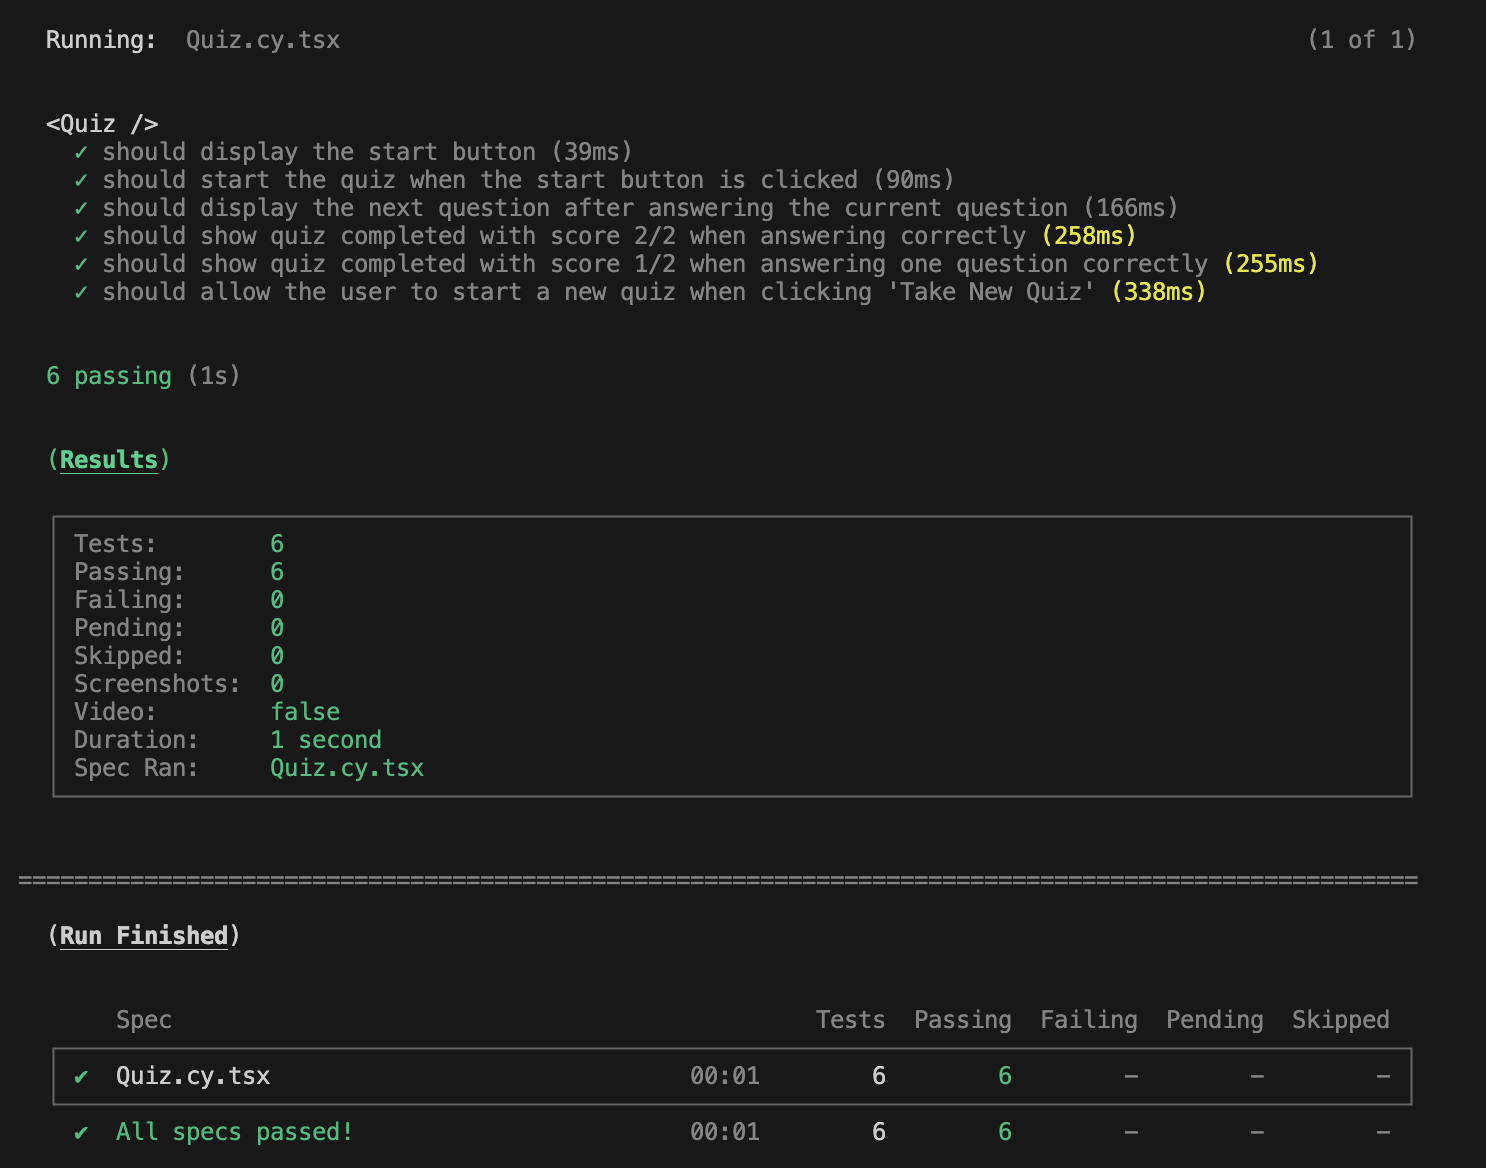 Running:  Quiz.cy.tsx (1 of 1)
<Quiz />
✓ should display the start button (39ms)
✓ should start the quiz when the start button is clicked (90ms)
✓ should display the next question after answering the current question (166ms)
✓ should show quiz completed with score 2/2 when answering correctly (258ms)
✓ should show quiz completed with score 1/2 when answering one question correctly (255ms)
✓ should allow the user to start a new quiz when clicking 'Take New Quiz' (338ms)
6 passing (1s)
(Results)
Tests: 6
Passing: 6
Failing: 0
Pending: 0
Skipped: 0
Screenshots: 0
Video: false
Duration: 1 second
Spec Ran: Quiz.cy.tsx
====================================================================================================
(Run Finished)
Spec Tests Passing Failing Pending Skipped
✔ Quiz.cy.tsx 00:01 6 6 – – –
✔ All specs passed! 00:01 6 6 – – –